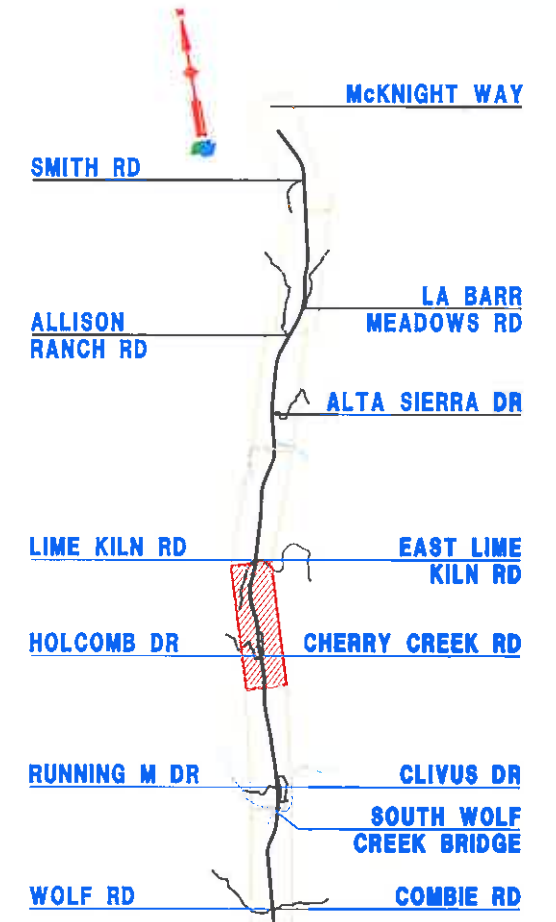 McKNIGHT WAY
SMITH RD
LA BARR
MEADOWS RD
ALLISON
RANCH RD
ALTA SIERRA DR
LIME KILN RD
EAST LIME
KILN RD
HOLCOMB DR
CHERRY CREEK RD
RUNNING M DR
CLIVUS DR
SOUTH WOLF
CREEK BRIDGE
WOLF RD
COMBIE RD